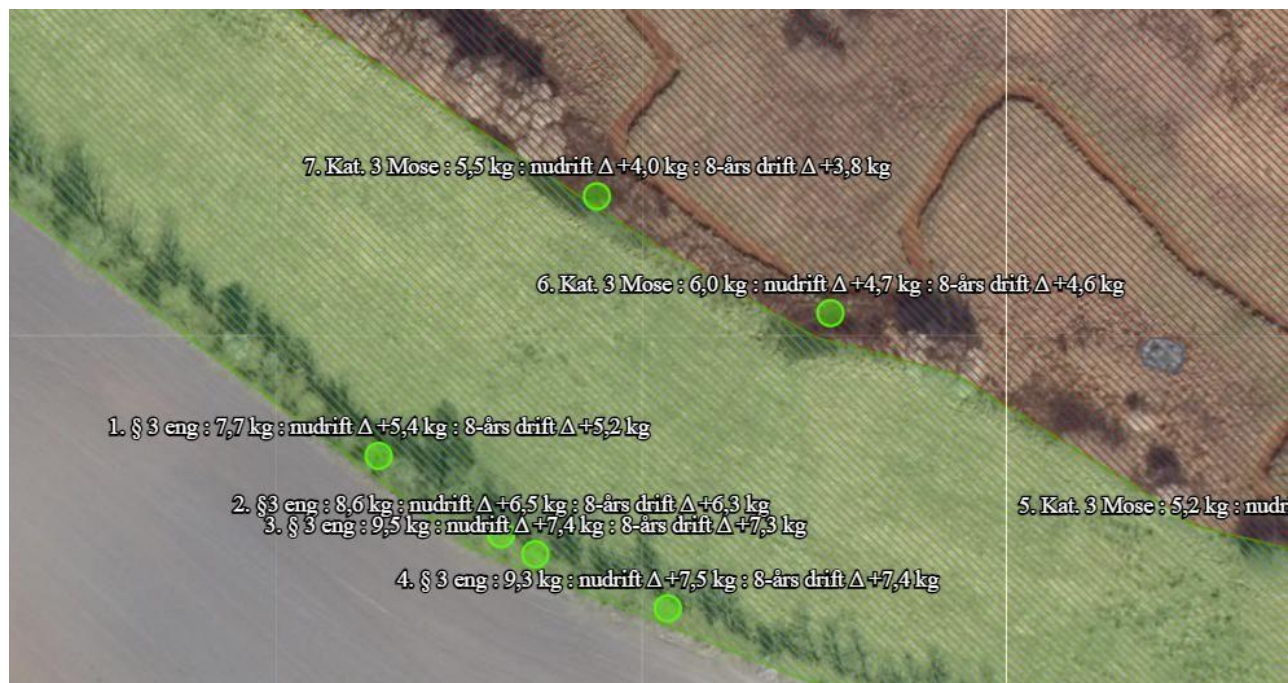 7. Kat. 3 Mose : 5,5 kg : nudrift Δ +4,0 kg : 8-års drift Δ +3,8 kg
6. Kat. 3 Mose : 6,0 kg : nudrift Δ +4,7 kg : 8-års drift Δ +4,6 kg
1. § 3 eng : 7,7 kg : nudrift Δ +5,4 kg : 8-års drift Δ +5,2 kg
2. §3 eng : 8,6 kg : nudrift Δ +6,5 kg : 8-års drift Δ +6,3 kg
5. Kat. 3 Mose : 5,2 kg : nudr
3. § 3 eng : 9,5 kg : nudrift Δ +7,4 kg : 8-års drift Δ +7,3 kg
4. § 3 eng : 9,3 kg : nudrift Δ +7,5 kg : 8-års drift Δ +7,4 kg